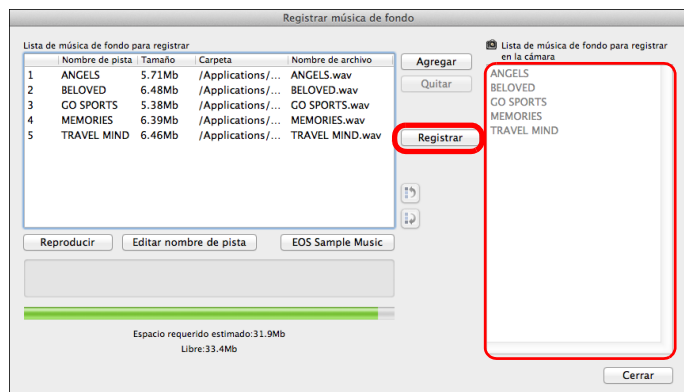 Registrar música de fondo
Lista de música de fondo para registrar
Nombre de pista Tamaño Carpeta Nombre de archivo
1 ANGELS 5.71Mb /Applications/... ANGELS.wav
2 BELOVED 6.48Mb /Applications/... BELOVED.wav
3 GO SPORTS 5.38Mb /Applications/... GO SPORTS.wav
4 MEMORIES 6.39Mb /Applications/... MEMORIES.wav
5 TRAVEL MIND 6.46Mb /Applications/... TRAVEL MIND.wav
Agregar
Quitar
Registrar
Reproducir Editar nombre de pista EOS Sample Music
Espacio requerido estimado:31.9Mb
Libre:33.4Mb
Lista de música de fondo para registrar
en la cámara
ANGELS
BELOVED
GO SPORTS
MEMORIES
TRAVEL MIND
Cerrar